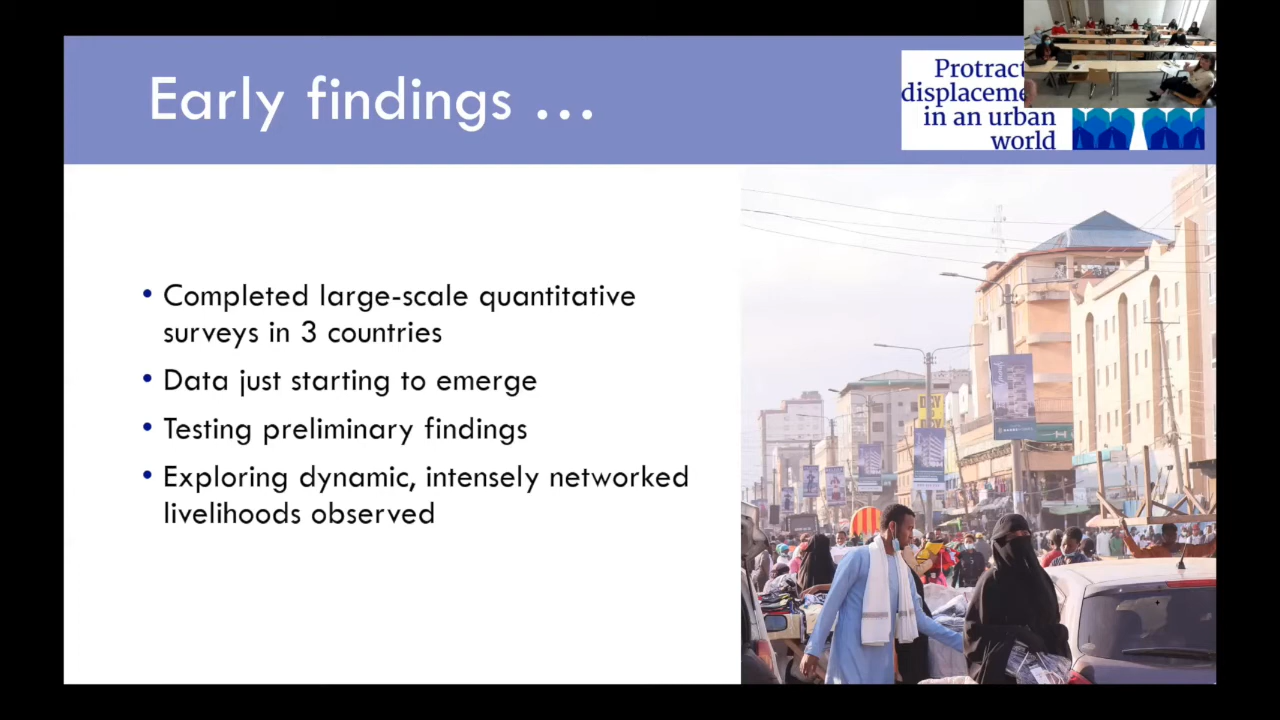 Early findings ...
Protract
displaceme
in an urban
world
• Completed large-scale quantitative
surveys in 3 countries
• Data just starting to emerge
• Testing preliminary findings
• Exploring dynamic, intensely networked
livelihoods observed